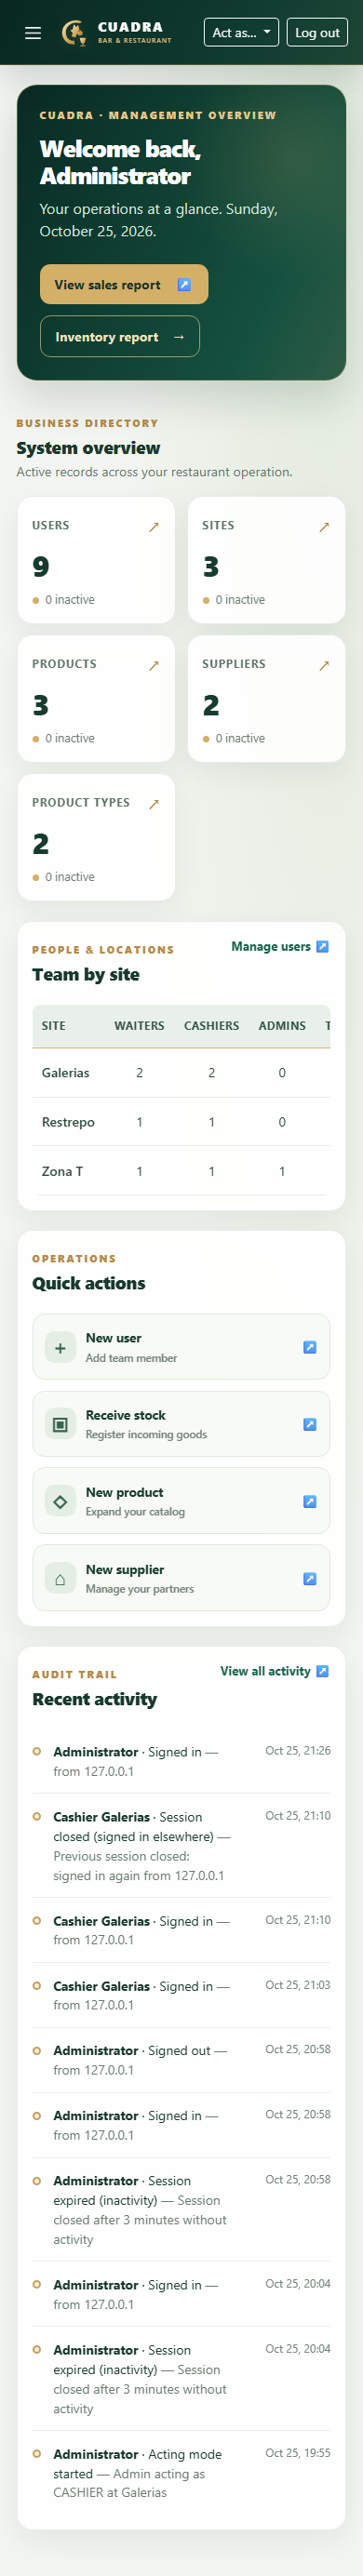 CUADRA
BAR & RESTAURANT
Act as...
Log out
CUADRA · MANAGEMENT OVERVIEW
Welcome back,
Administrator
Your operations at a glance. Sunday,
October 25, 2026.
View sales report ↗
Inventory report →
BUSINESS DIRECTORY
System overview
Active records across your restaurant operation.
USERS ↗
9
0 inactive
SITES ↗
3
0 inactive
PRODUCTS ↗
3
0 inactive
SUPPLIERS ↗
2
0 inactive
PRODUCT TYPES ↗
2
0 inactive
PEOPLE & LOCATIONS
Manage users ↗
Team by site
SITE WAITERS CASHIERS ADMINS T
Galerias 2 2 0
Restrepo 1 1 0
Zona T 1 1 1
OPERATIONS
Quick actions
New user
Add team member
Receive stock
Register incoming goods
New product
Expand your catalog
New supplier
Manage your partners
AUDIT TRAIL
View all activity ↗
Recent activity
Administrator · Signed in — Oct 25, 21:26
from 127.0.0.1
Cashier Galerias · Session Oct 25, 21:10
closed (signed in elsewhere) —
Previous session closed:
signed in again from 127.0.0.1
Cashier Galerias · Signed in — Oct 25, 21:10
from 127.0.0.1
Cashier Galerias · Signed in — Oct 25, 21:03
from 127.0.0.1
Administrator · Signed out — Oct 25, 20:58
from 127.0.0.1
Administrator · Signed in — Oct 25, 20:58
from 127.0.0.1
Administrator · Session Oct 25, 20:58
expired (inactivity) — Session
closed after 3 minutes without
activity
Administrator · Signed in — Oct 25, 20:04
from 127.0.0.1
Administrator · Session Oct 25, 20:04
expired (inactivity) — Session
closed after 3 minutes without
activity
Administrator · Acting mode Oct 25, 19:55
started — Admin acting as
CASHIER at Galerias